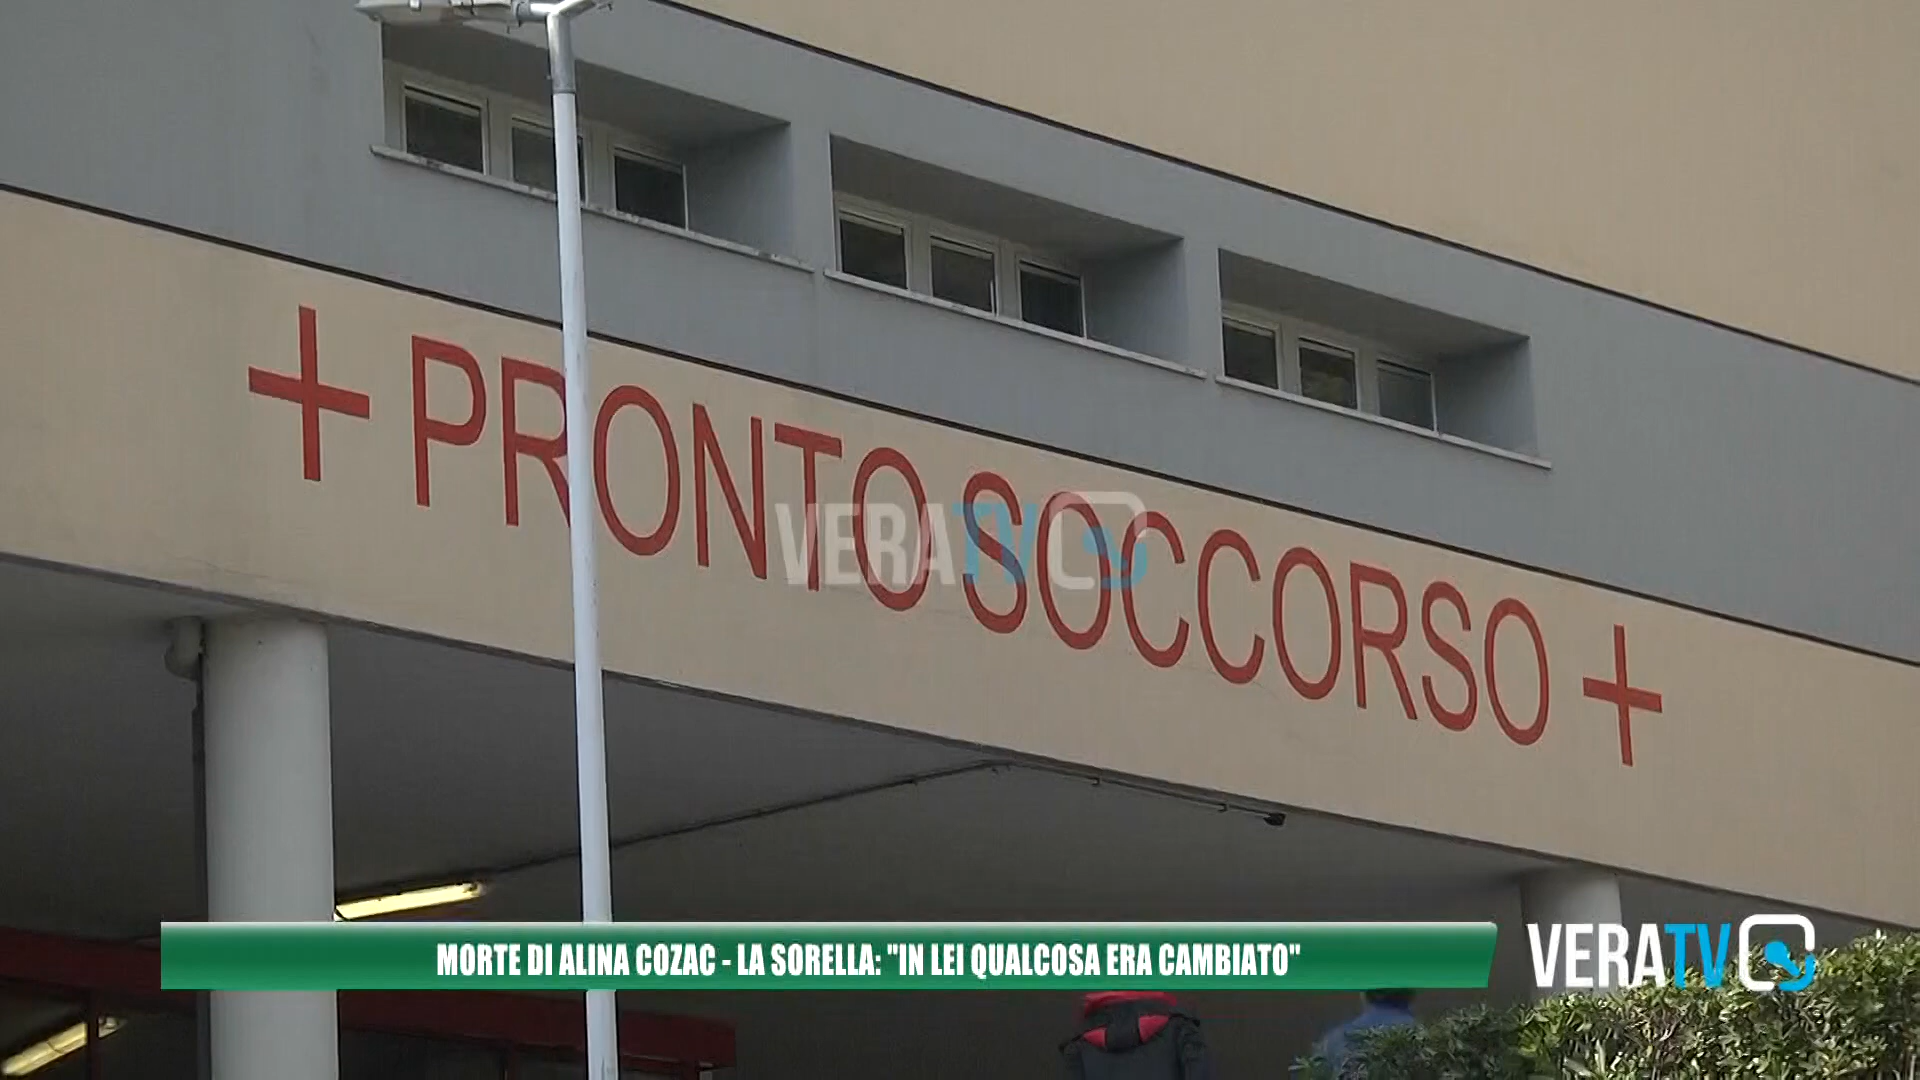 + PRONTO SOCCORSO +
VERATV
MORTE DI ALINA COZAC - LA SORELLA: "IN LEI QUALCOSA ERA CAMBIATO"
VERATV